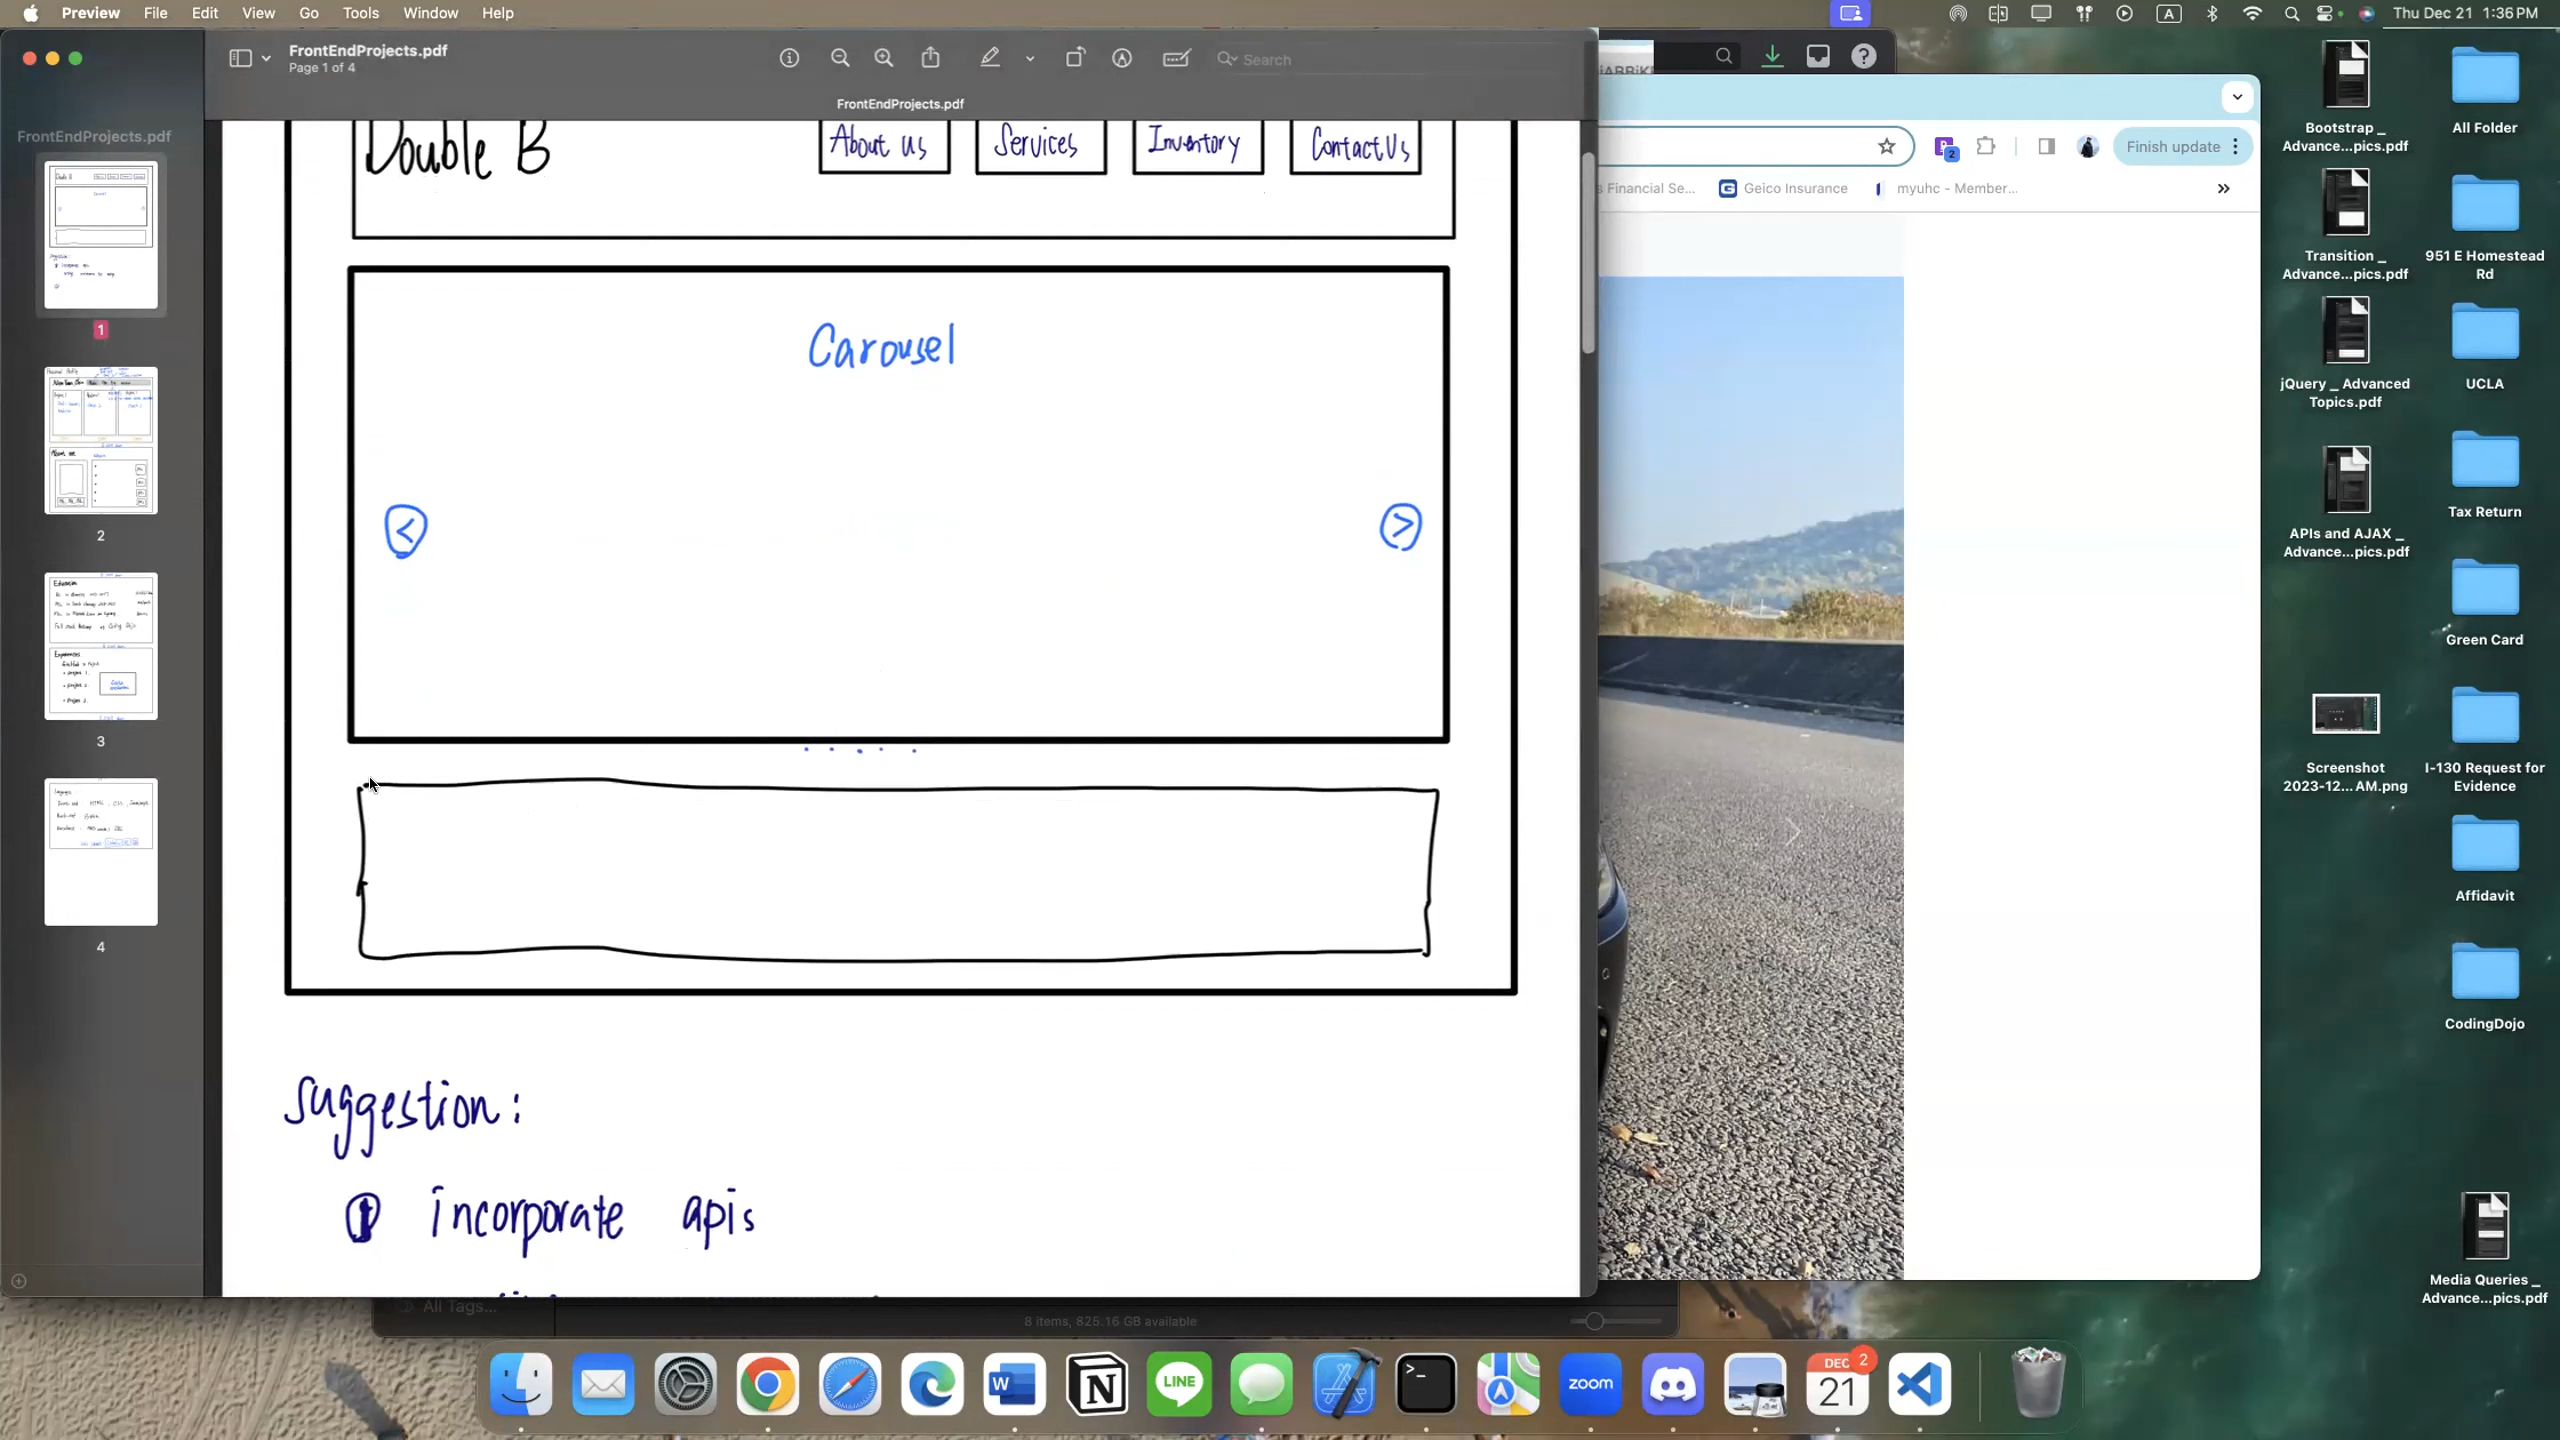 Preview File Edit View Go Tools Window Help
A
Thu Dec 21 1:36 PM
FrontEndProjects.pdf
Page 1 of 4
Search
FrontEndProjects.pdf
FrontEndProjects.pdf
1
2
3
4
Double B
About Us
Services
Inventory
Contact Us
Carousel
<
>
Suggestion:
1 incorporate apis
Finish update
2
s Financial Se...
Geico Insurance
myuhc - Member...
»
All Tags...
8 items, 825.16 GB available
Bootstrap _
Advance...pics.pdf
All Folder
Transition _
Advance...pics.pdf
951 E Homestead
Rd
jQuery _ Advanced
Topics.pdf
UCLA
APIs and AJAX _
Advance...pics.pdf
Tax Return
Green Card
Screenshot
2023-12... AM.png
I-130 Request for
Evidence
Affidavit
CodingDojo
Media Queries _
Advance...pics.pdf
W
N
LINE
zoom
DEC
21
2